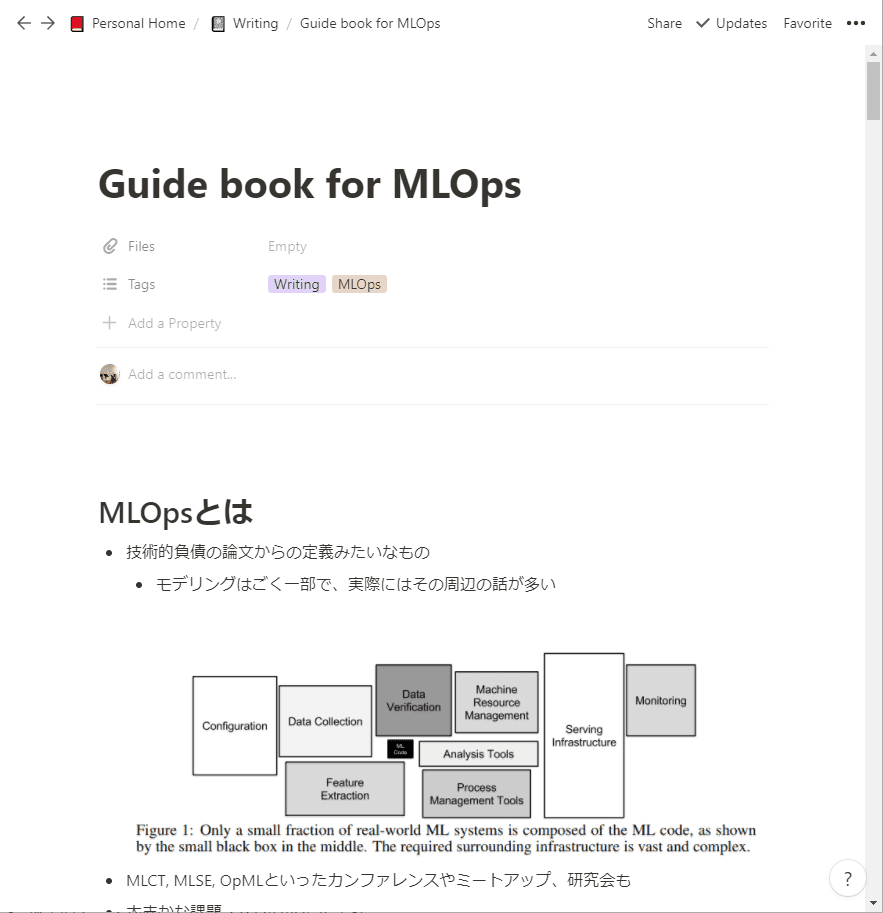 Personal Home / Writing / Guide book for MLOps
Share Updates Favorite
Guide book for MLOps
Files Empty
Tags Writing MLOps
Add a Property
Add a comment...
MLOpsとは
技術的負債の論文からの定義みたいなもの
モデリングはごく一部で、実際にはその周辺の話が多い
Configuration
Data Collection
Data
Verification
Machine
Resource
Management
ML
Code
Analysis Tools
Feature
Extraction
Process
Management Tools
Serving
Infrastructure
Monitoring
Figure 1: Only a small fraction of real-world ML systems is composed of the ML code, as shown
by the small black box in the middle. The required surrounding infrastructure is vast and complex.
MLCT, MLSE, OpMLといったカンファレンスやミートアップ、研究会も
?